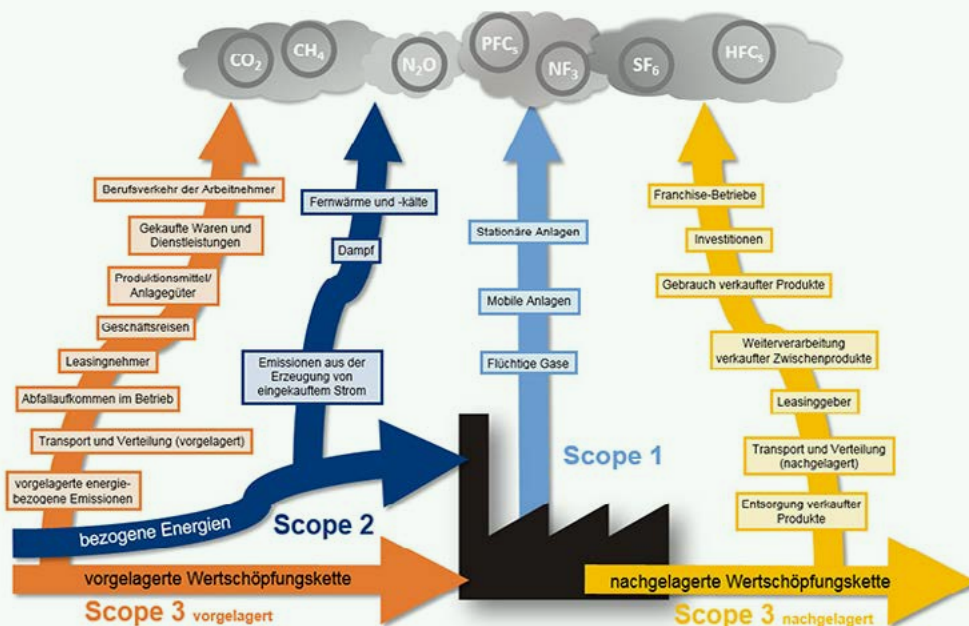 CO₂
CH₄
N₂O
PFCₛ
NF₃
SF₆
HFCₛ
Berufsverkehr der Arbeitnehmer
Gekaufte Waren und
Dienstleistungen
Produktionsmittel/
Anlagegüter
Geschäftsreisen
Leasingnehmer
Abfallaufkommen im Betrieb
Transport und Verteilung (vorgelagert)
vorgelagerte energie-
bezogene Emissionen
Fernwärme und -kälte
Dampf
Emissionen aus der
Erzeugung von
eingekauftem Strom
Stationäre Anlagen
Mobile Anlagen
Flüchtige Gase
Franchise-Betriebe
Investitionen
Gebrauch verkaufter Produkte
Weiterverarbeitung
verkaufter Zwischenprodukte
Leasinggeber
Transport und Verteilung
(nachgelagert)
Entsorgung verkaufter
Produkte
Scope 1
bezogene Energien
Scope 2
vorgelagerte Wertschöpfungskette
Scope 3 vorgelagert
nachgelagerte Wertschöpfungskette
Scope 3 nachgelagert